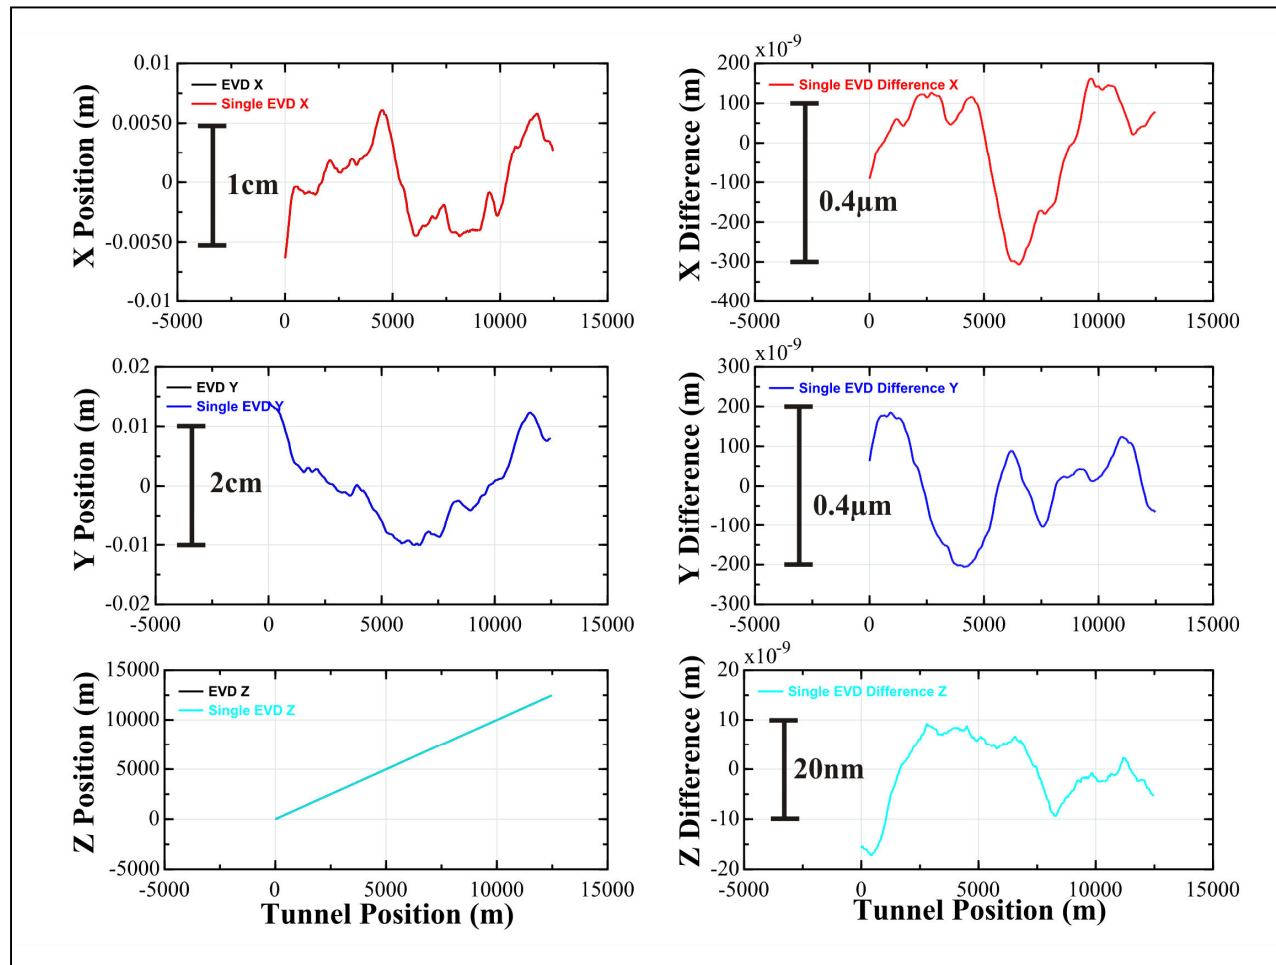 0.01
EVD X
Single EVD X
0.0050
0
-0.0050
-0.01
-5000 0 5000 10000 15000
X Position (m)
1cm
x10-9
200
Single EVD Difference X
100
0
-100
-200
-300
-400
-5000 0 5000 10000 15000
X Difference (m)
0.4µm
0.02
EVD Y
Single EVD Y
0.01
0
-0.01
-0.02
-5000 0 5000 10000 15000
Y Position (m)
2cm
x10-9
300
Single EVD Difference Y
200
100
0
-100
-200
-300
-5000 0 5000 10000 15000
Y Difference (m)
0.4µm
15000
EVD Z
Single EVD Z
10000
5000
0
-5000
-5000 0 5000 10000 15000
Z Position (m)
Tunnel Position (m)
x10-9
20
Single EVD Difference Z
10
0
-10
-20
-5000 0 5000 10000 15000
Z Difference (m)
20nm
Tunnel Position (m)